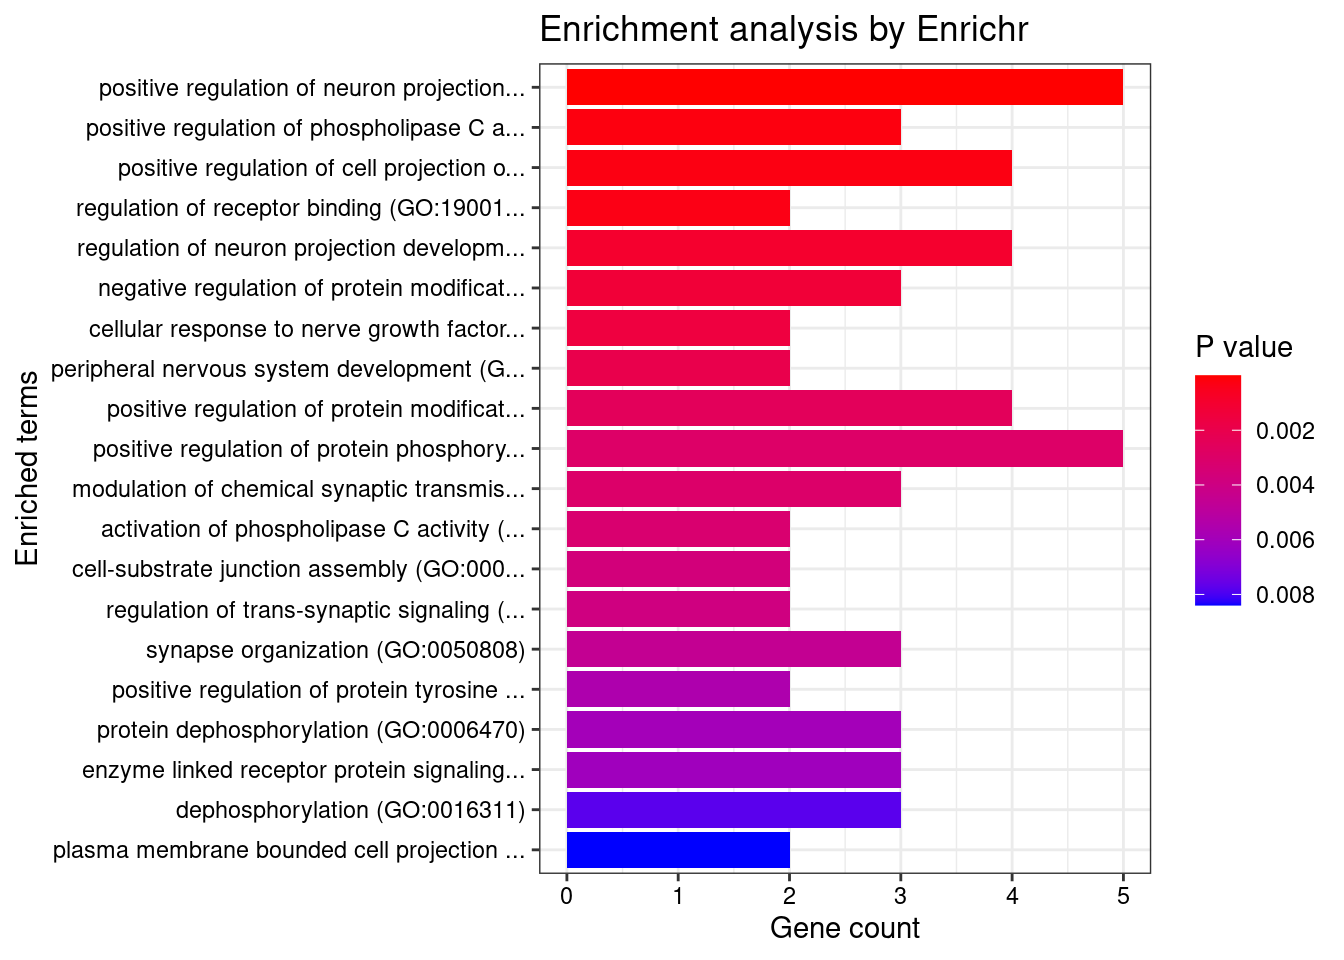 Enrichment analysis by Enrichr
positive regulation of neuron projection...
positive regulation of phospholipase C a...
positive regulation of cell projection o...
regulation of receptor binding (GO:19001...
regulation of neuron projection developm...
negative regulation of protein modificat...
cellular response to nerve growth factor...
peripheral nervous system development (G...
positive regulation of protein modificat...
positive regulation of protein phosphory...
modulation of chemical synaptic transmis...
activation of phospholipase C activity (...
cell-substrate junction assembly (GO:000...
regulation of trans-synaptic signaling (...
synapse organization (GO:0050808)
positive regulation of protein tyrosine ...
protein dephosphorylation (GO:0006470)
enzyme linked receptor protein signaling...
dephosphorylation (GO:0016311)
plasma membrane bounded cell projection ...
Enriched terms
0 1 2 3 4 5
Gene count
P value
0.002
0.004
0.006
0.008